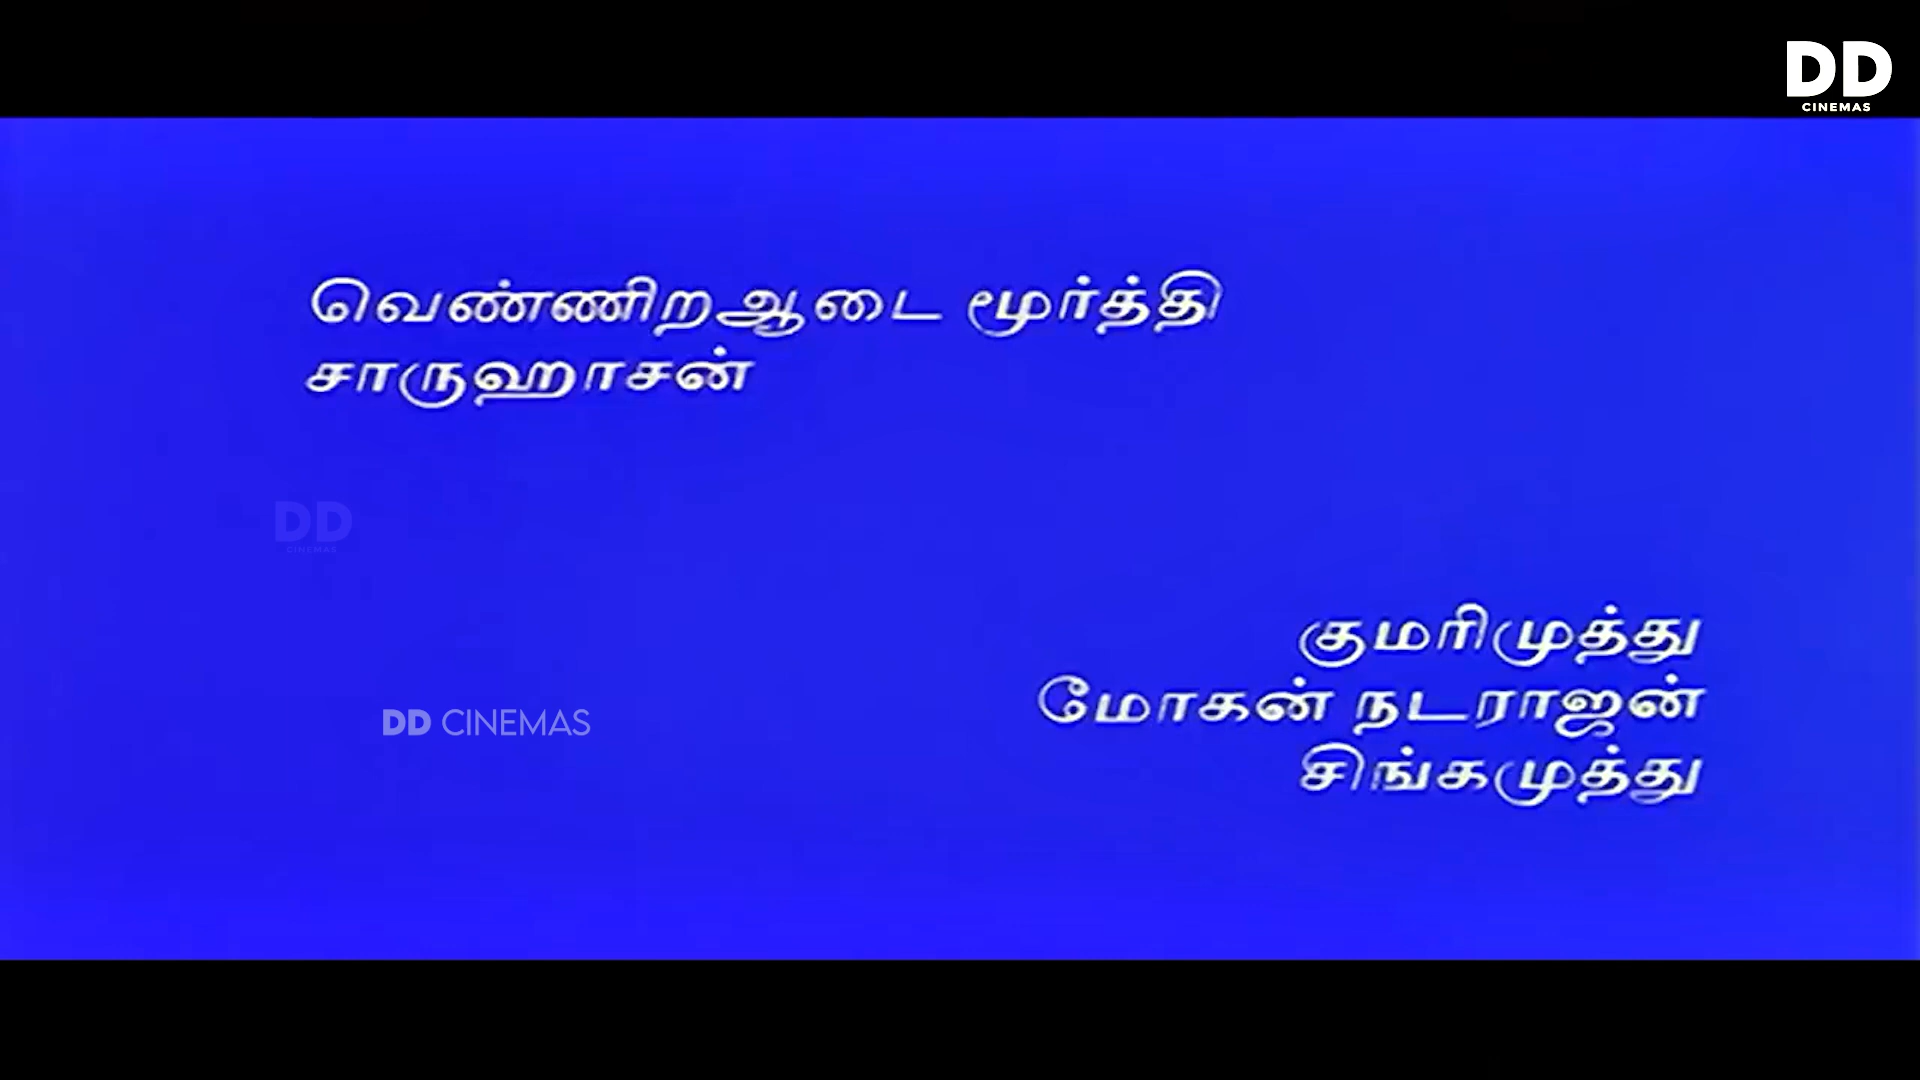 DD
CINEMAS
வெண்ணிறஆடை மூர்த்தி
சாருஹாசன்
DD
CINEMAS
குமரிமுத்து
மோகன் நடராஜன்
சிங்கமுத்து
DD CINEMAS